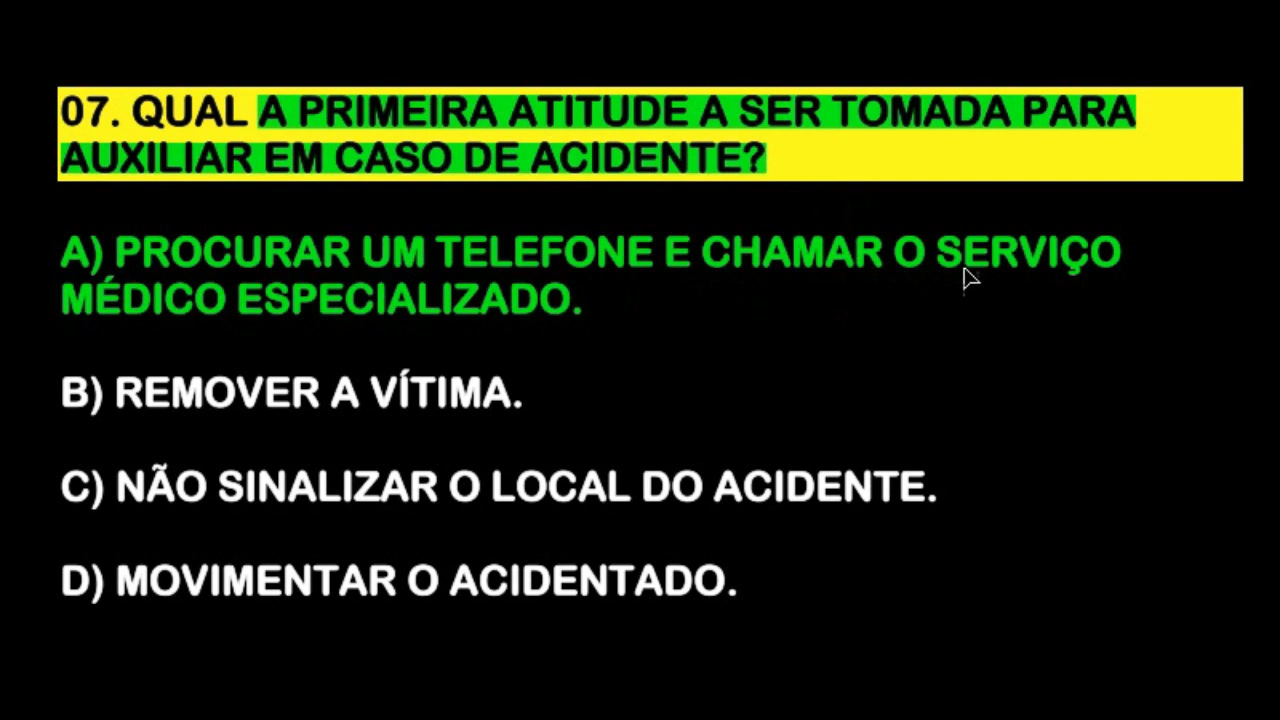 07. QUAL A PRIMEIRA ATITUDE A SER TOMADA PARA
AUXILIAR EM CASO DE ACIDENTE?
A) PROCURAR UM TELEFONE E CHAMAR O SERVIÇO
MÉDICO ESPECIALIZADO.
B) REMOVER A VÍTIMA.
C) NÃO SINALIZAR O LOCAL DO ACIDENTE.
D) MOVIMENTAR O ACIDENTADO.